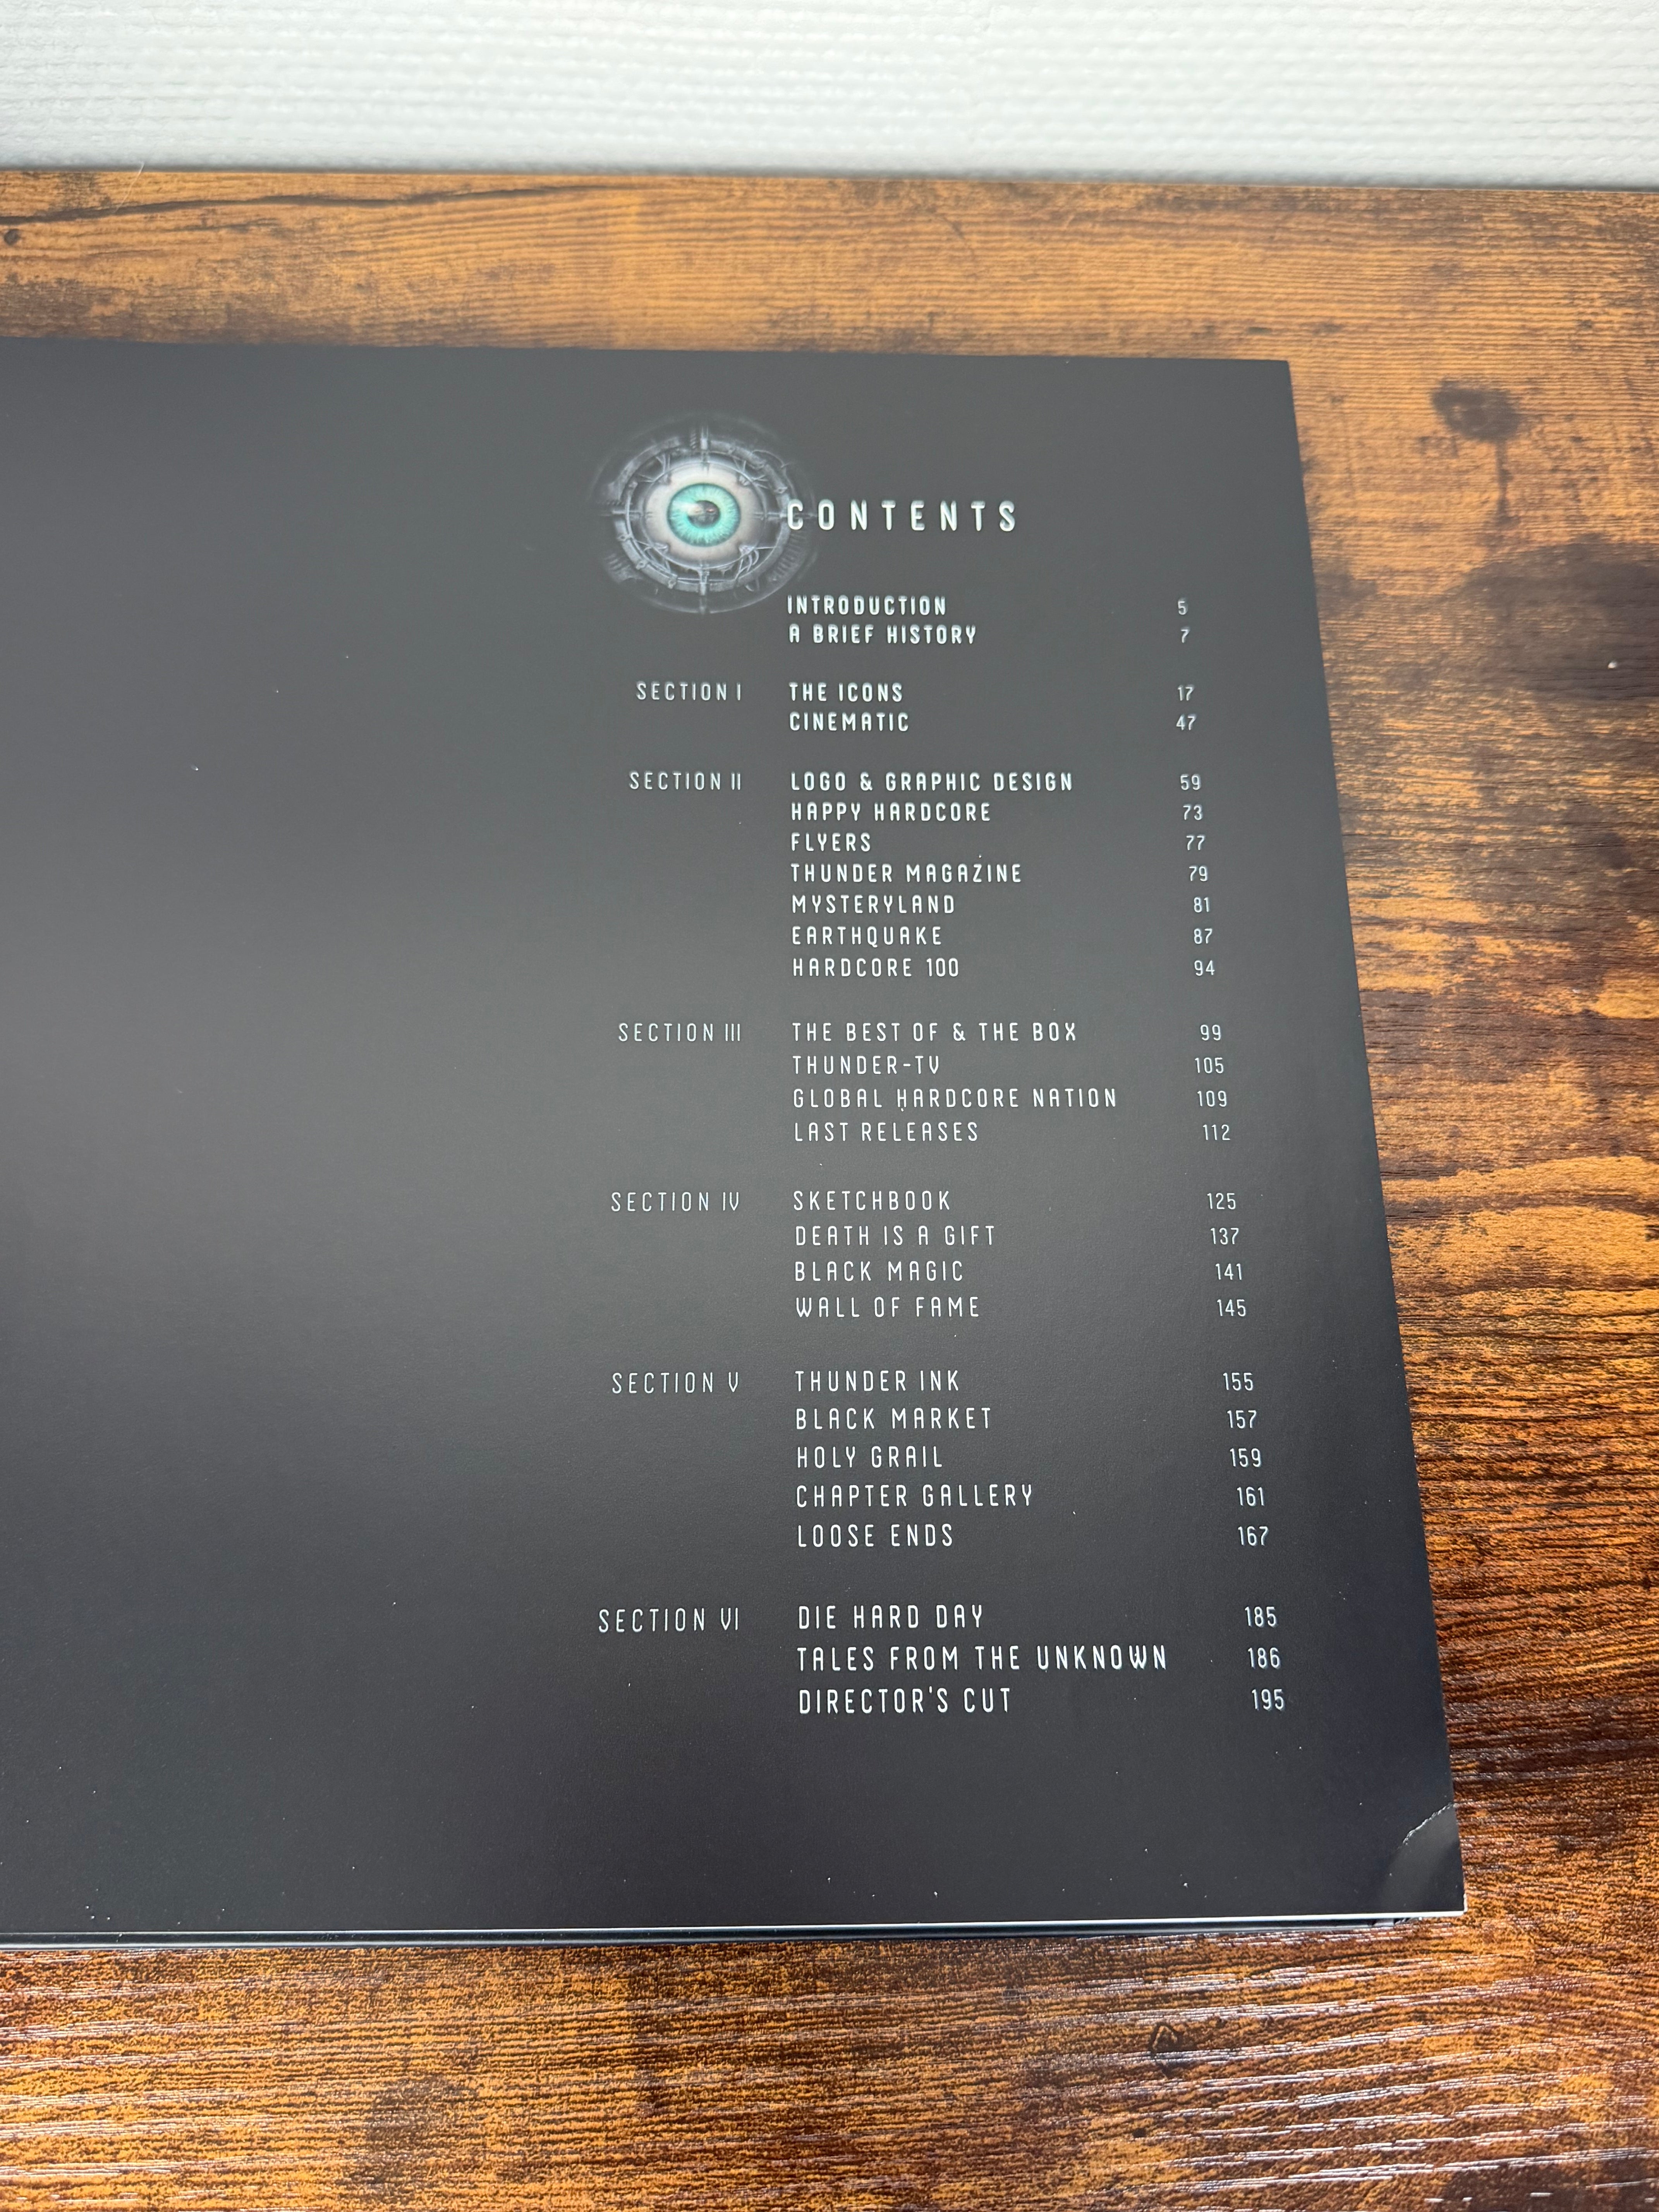 CONTENTS
INTRODUCTION 5
A BRIEF HISTORY 7
SECTION I THE ICONS 17
CINEMATIC 47
SECTION II LOGO & GRAPHIC DESIGN 59
HAPPY HARDCORE 73
FLYERS 77
THUNDER MAGAZINE 79
MYSTERYLAND 81
EARTHQUAKE 87
HARDCORE 100 94
SECTION III THE BEST OF & THE BOX 99
THUNDER-TV 105
GLOBAL HARDCORE NATION 109
LAST RELEASES 112
SECTION IV SKETCHBOOK 125
DEATH IS A GIFT 137
BLACK MAGIC 141
WALL OF FAME 145
SECTION V THUNDER INK 155
BLACK MARKET 157
HOLY GRAIL 159
CHAPTER GALLERY 161
LOOSE ENDS 167
SECTION VI DIE HARD DAY 185
TALES FROM THE UNKNOWN 186
DIRECTOR'S CUT 195